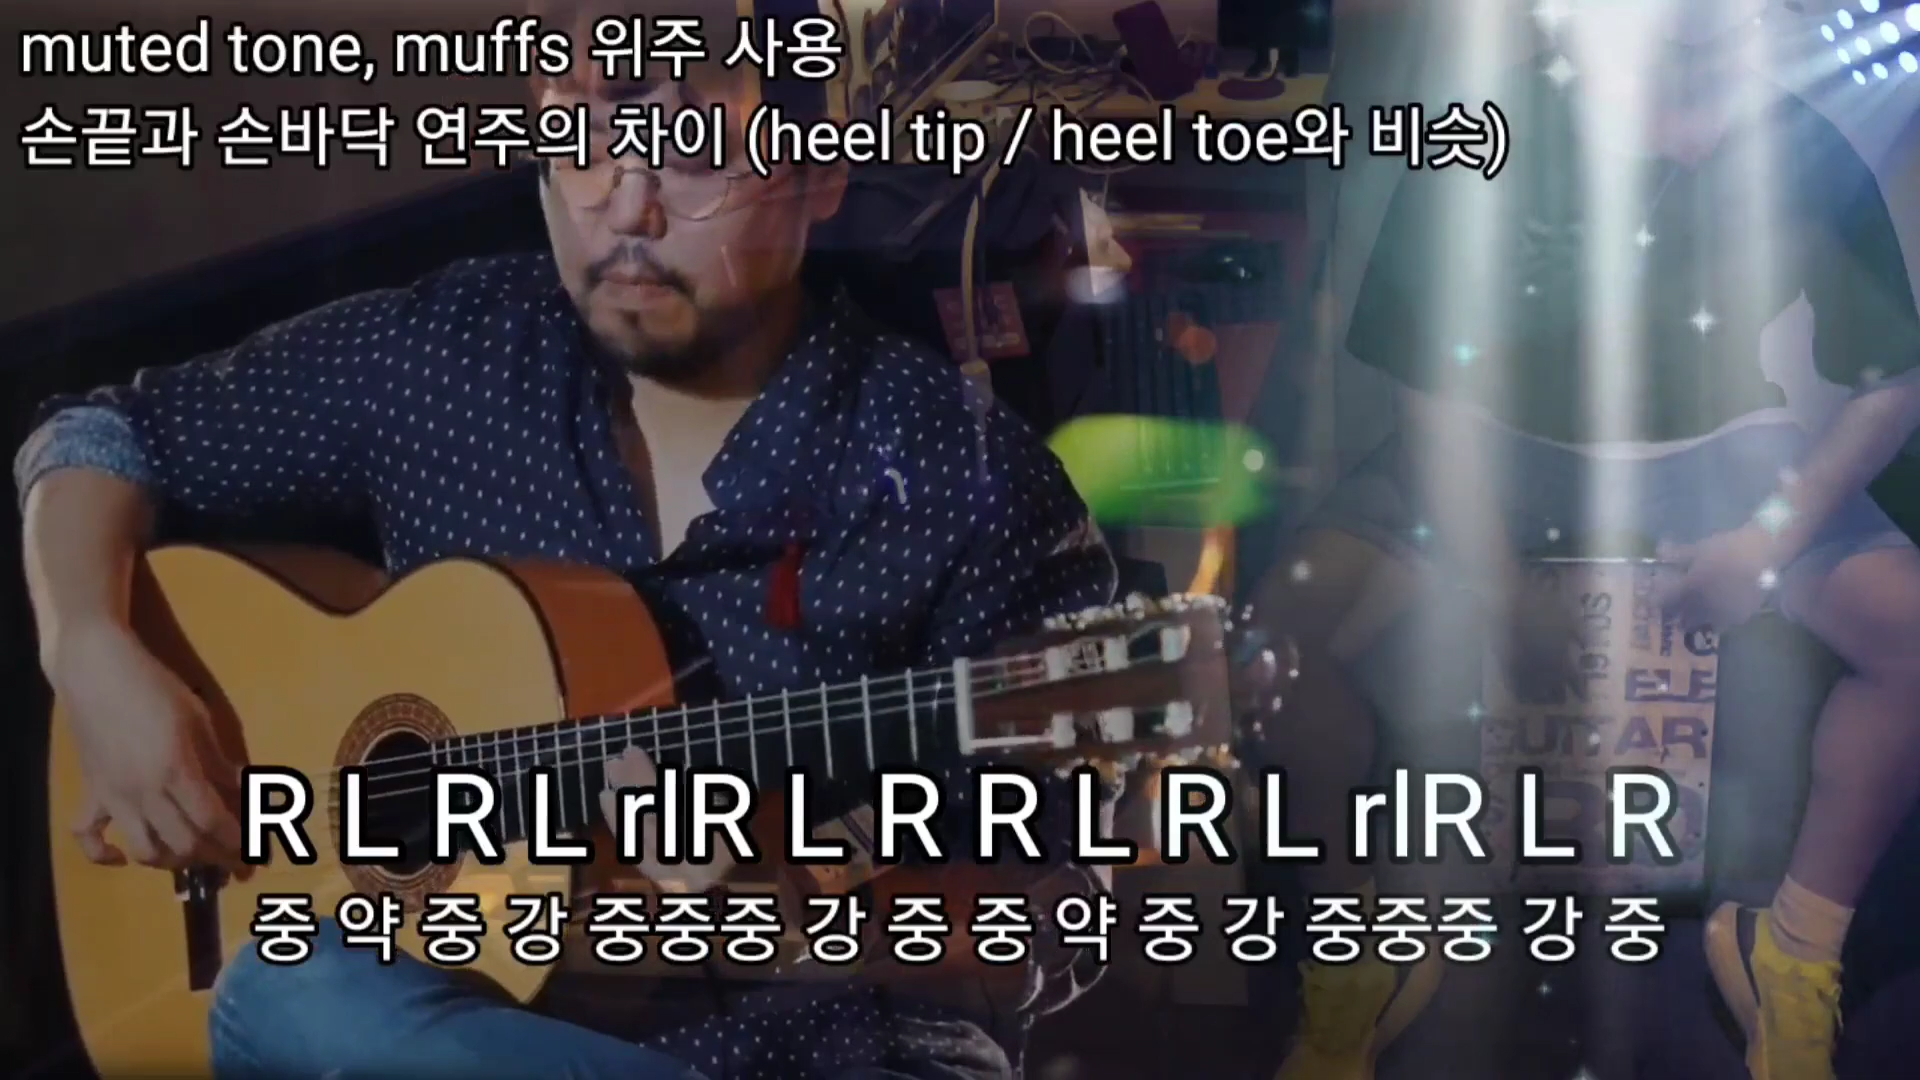 muted tone, muffs 위주 사용
손끝과 손바닥 연주의 차이 (heel tip / heel toe와 비슷)
R L R L rlR L R R L R L rlR L R
중 약 중 강 중중중 강 중 중 약 중 강 중중중 강 중
ELE
GUITAR